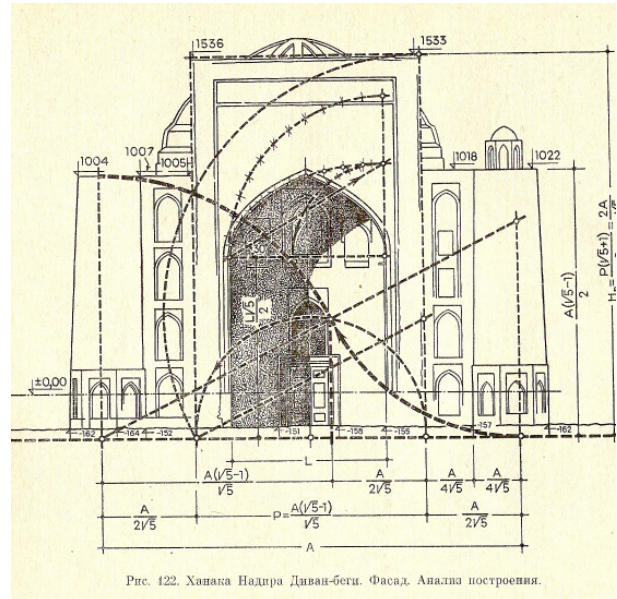 1536
1533
1004
1007
1005
1018
1022
L√5
2
A(√5-1)
2
P(√5+1)
2A
±0,00
-162
-164
-152
-151
-158
-155
-157
-162
L
A(√5-1)
√5
A
2√5
A
4√5
A
4√5
A
2√5
P=A(√5-1)
√5
A
2√5
A
Рис. 122. Ханака Надира Диван-беги. Фасад. Анализ построения.